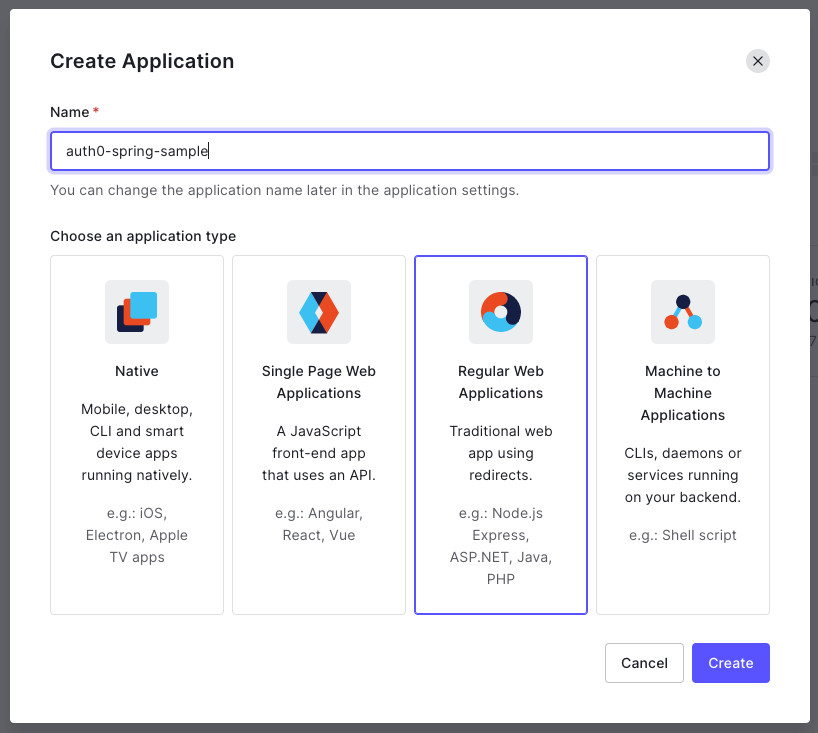 Create Application
Name *
auth0-spring-sample
You can change the application name later in the application settings.
Choose an application type
Native
Mobile, desktop,
CLI and smart
device apps
running natively.
e.g.: iOS,
Electron, Apple
TV apps
Single Page Web
Applications
A JavaScript
front-end app
that uses an API.
e.g.: Angular,
React, Vue
Regular Web
Applications
Traditional web
app using
redirects.
e.g.: Node.js
Express,
ASP.NET, Java,
PHP
Machine to
Machine
Applications
CLIs, daemons or
services running
on your backend.
e.g.: Shell script
Cancel
Create